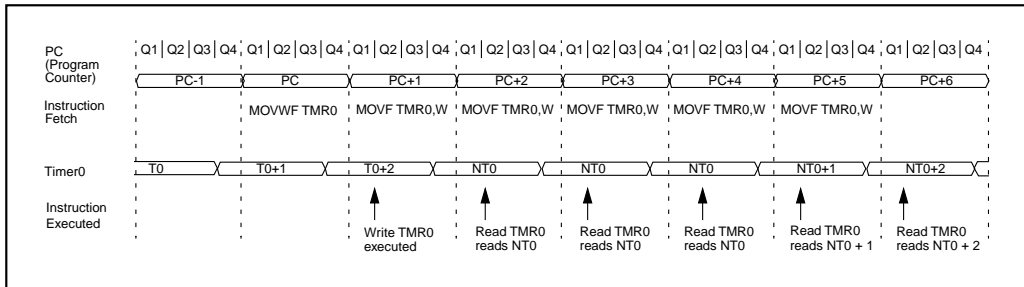 Q1 Q2 Q3 Q4 Q1 Q2 Q3 Q4 Q1 Q2 Q3 Q4 Q1 Q2 Q3 Q4 Q1 Q2 Q3 Q4 Q1 Q2 Q3 Q4 Q1 Q2 Q3 Q4 Q1 Q2 Q3 Q4
PC
(Program
Counter)
PC-1 PC PC+1 PC+2 PC+3 PC+4 PC+5 PC+6
Instruction
Fetch
MOVWF TMR0 MOVF TMR0,W MOVF TMR0,W MOVF TMR0,W MOVF TMR0,W MOVF TMR0,W
Timer0
T0 T0+1 T0+2 NT0 NT0 NT0 NT0+1 NT0+2
Instruction
Executed
Write TMR0
executed
Read TMR0
reads NT0
Read TMR0
reads NT0
Read TMR0
reads NT0
Read TMR0
reads NT0 + 1
Read TMR0
reads NT0 + 2